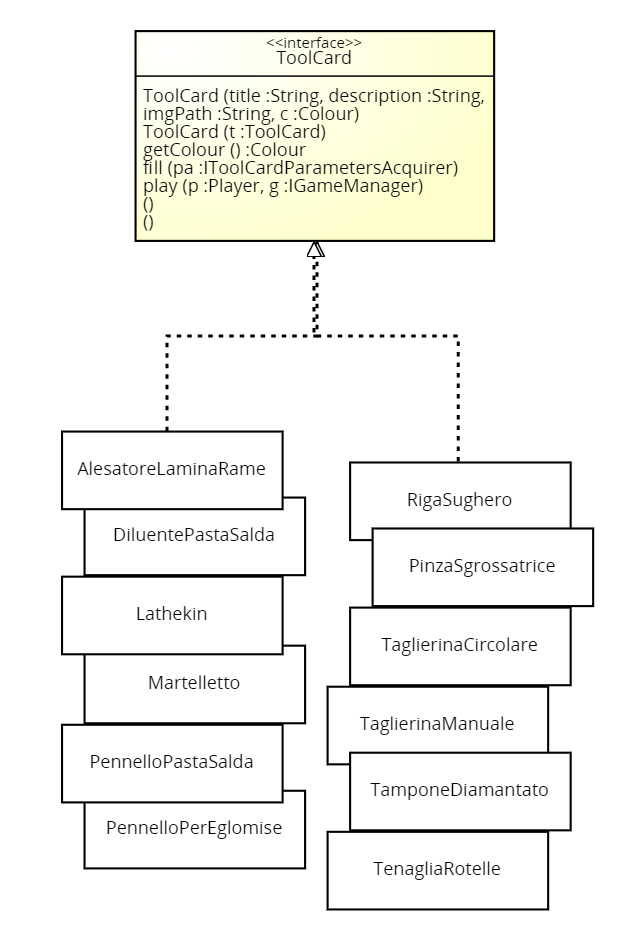 <<interface>>
ToolCard
ToolCard (title :String, description :String,
imgPath :String, c :Colour)
ToolCard (t :ToolCard)
getColour () :Colour
fill (pa :IToolCardParametersAcquirer)
play (p :Player, g :IGameManager)
()
()
AlesatoreLaminaRame
DiluentePastaSalda
Lathekin
Martelletto
PennelloPastaSalda
PennelloPerEglomise
RigaSughero
PinzaSgrossatrice
TaglierinaCircolare
TaglierinaManuale
TamponeDiamantato
TenagliaRotelle